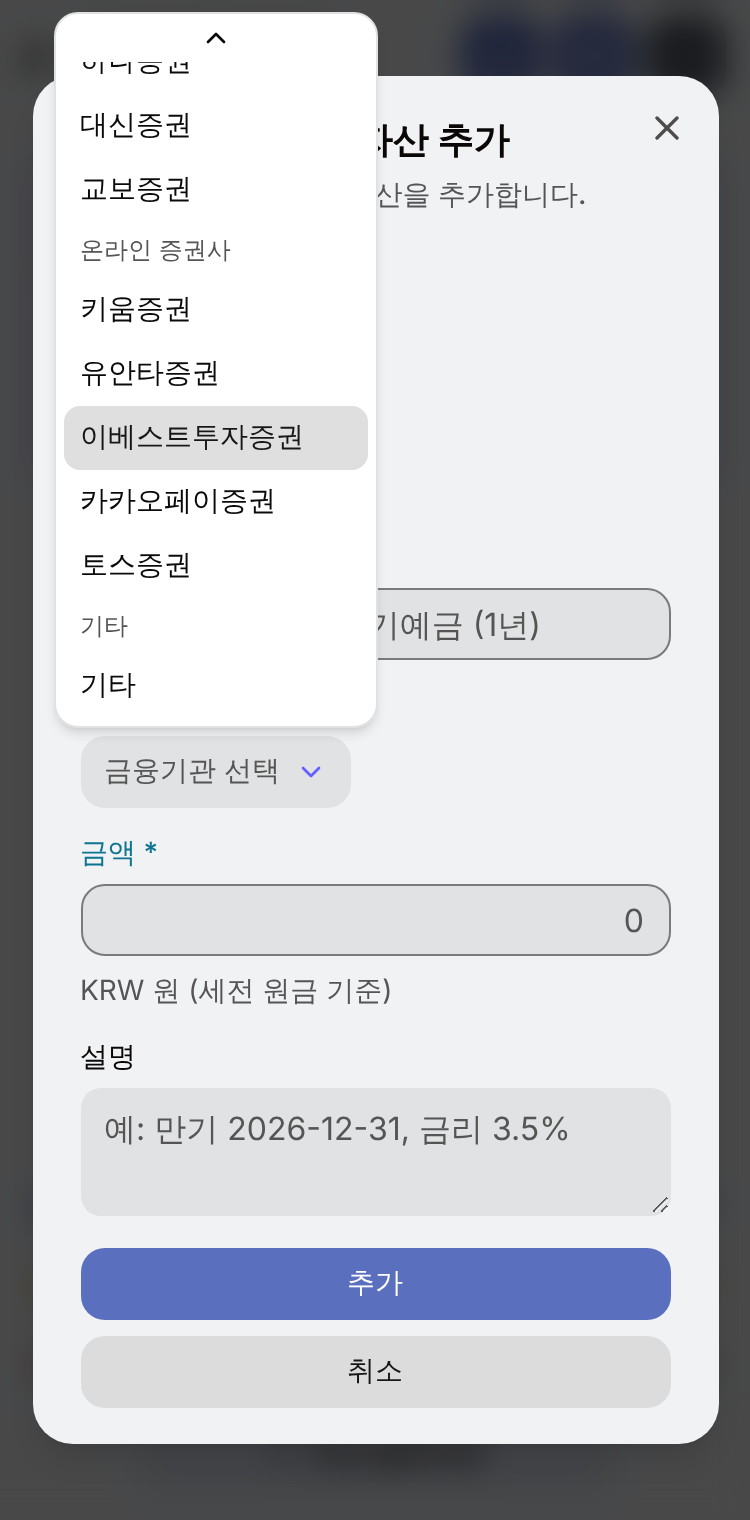 대신증권
자산 추가
교보증권
산을 추가합니다.
온라인 증권사
키움증권
유안타증권
이베스트투자증권
카카오페이증권
토스증권
기타
기예금 (1년)
기타
금융기관 선택
금액 *
0
KRW 원 (세전 원금 기준)
설명
예: 만기 2026-12-31, 금리 3.5%
추가
취소